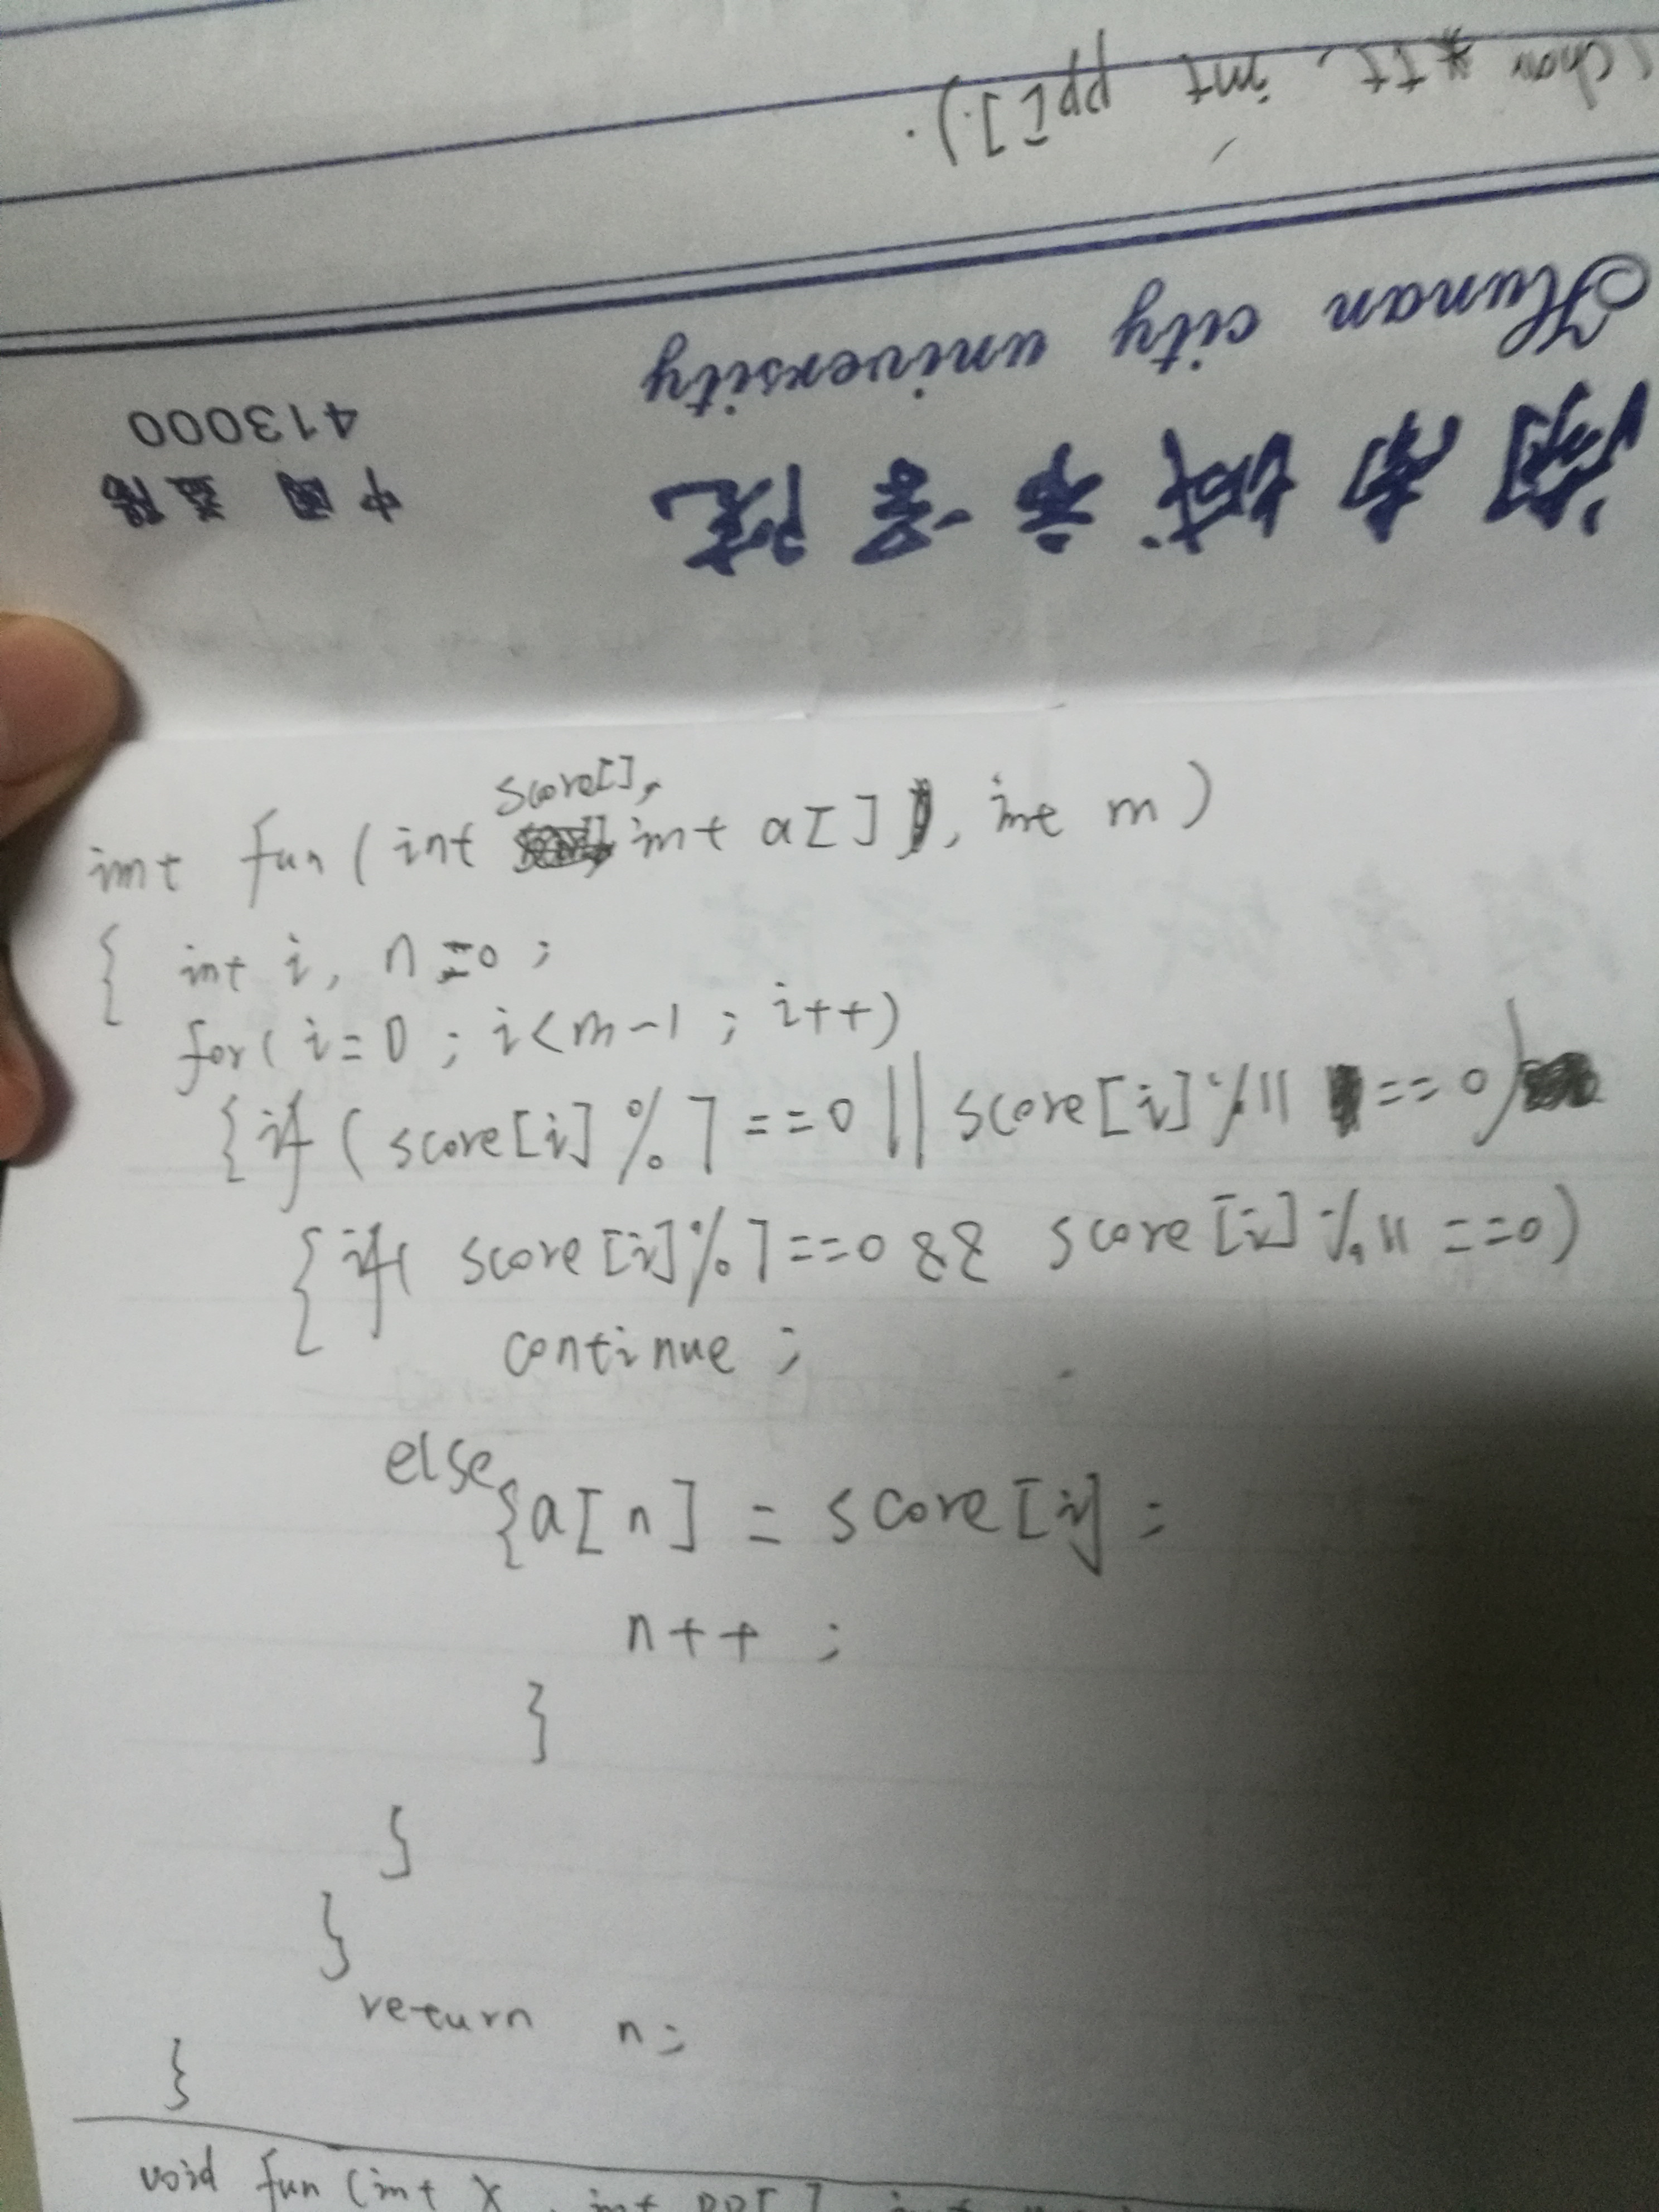 (char *tt, int pp[]).
Hunan city university
湖南城市学院
中国 益阳
413000
int fun(int score[], int a[], int m)
{ int i, n=0;
for(i=0; i<m-1; i++)
{if(score[i]%7==0||score[i]%11==0)
{if(score[i]%7==0&&score[i]%11==0)
continue;
else{a[n]=score[i];
n++;
}
}
}
return n;
}
void fun(int x, int pp[],